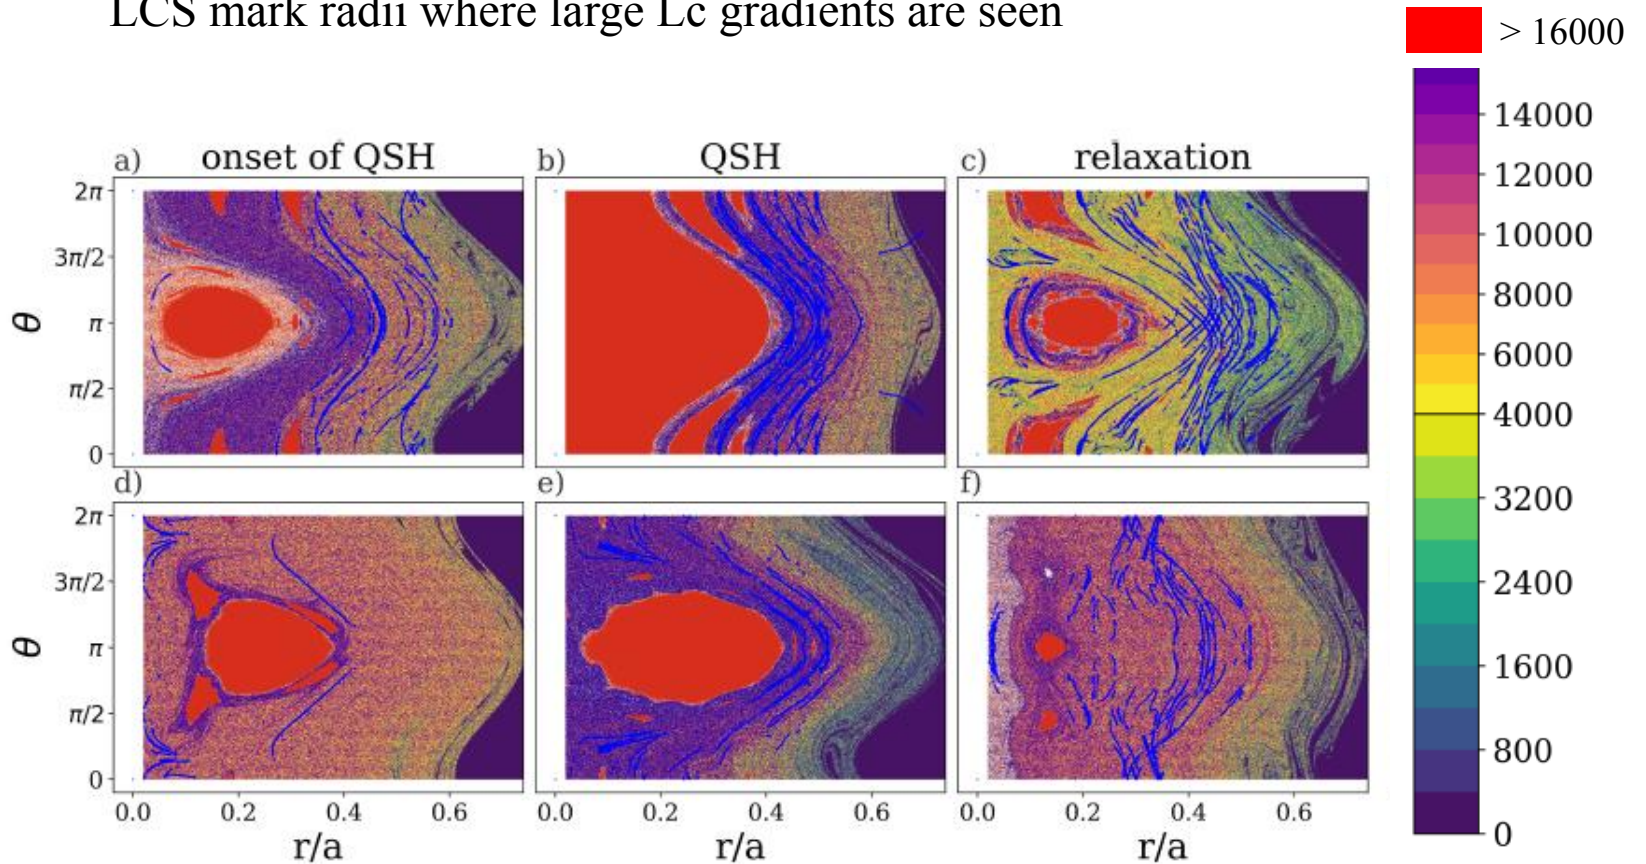 LCS mark radii where large Lc gradients are seen
> 16000
a) onset of QSH b) QSH c) relaxation
2π
3π/2
θ π
π/2
0
d) e) f)
2π
3π/2
θ π
π/2
0
0.0 0.2 0.4 0.6 0.0 0.2 0.4 0.6 0.0 0.2 0.4 0.6
r/a r/a r/a
14000
12000
10000
8000
6000
4000
3200
2400
1600
800
0